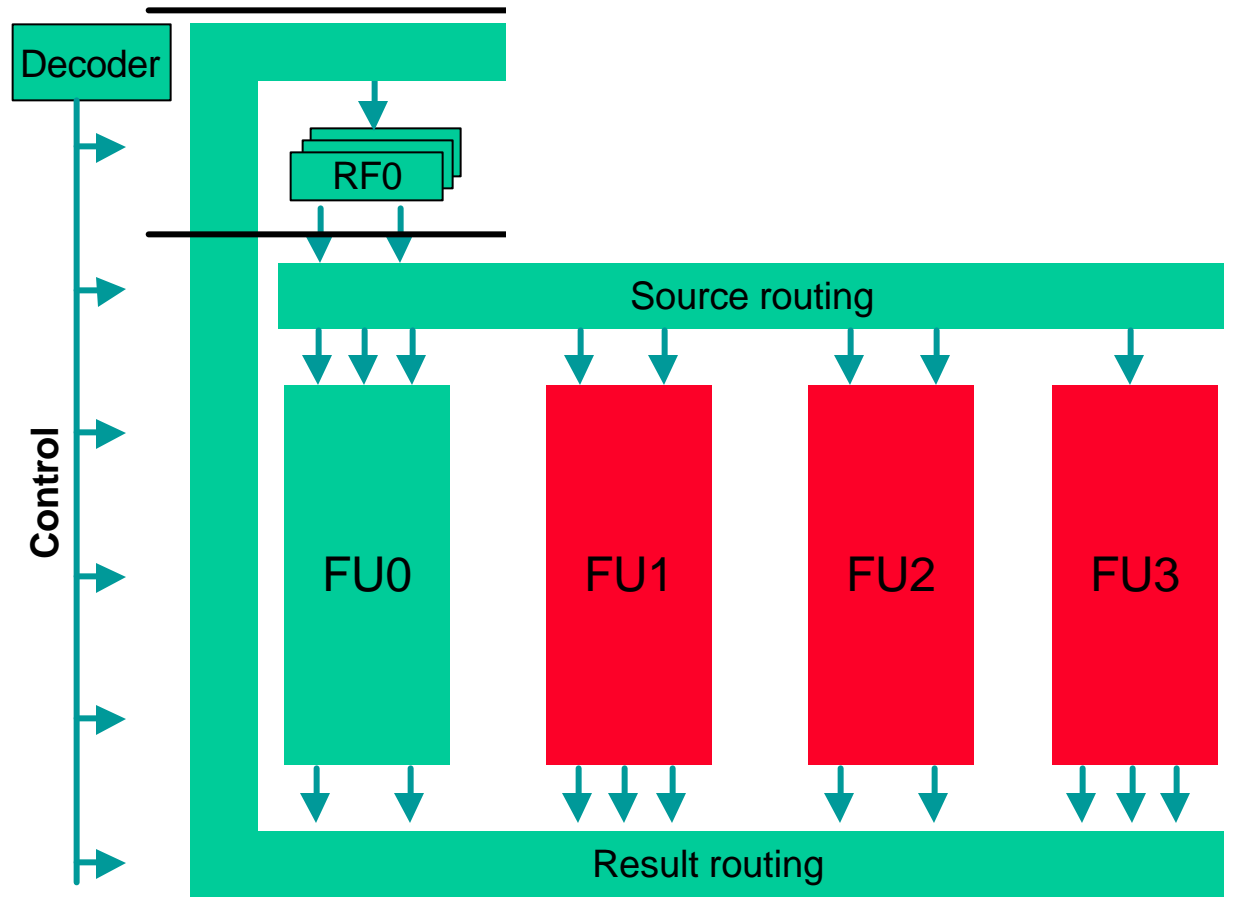 Decoder
RF0
Source routing
Control
FU0
FU1
FU2
FU3
Result routing